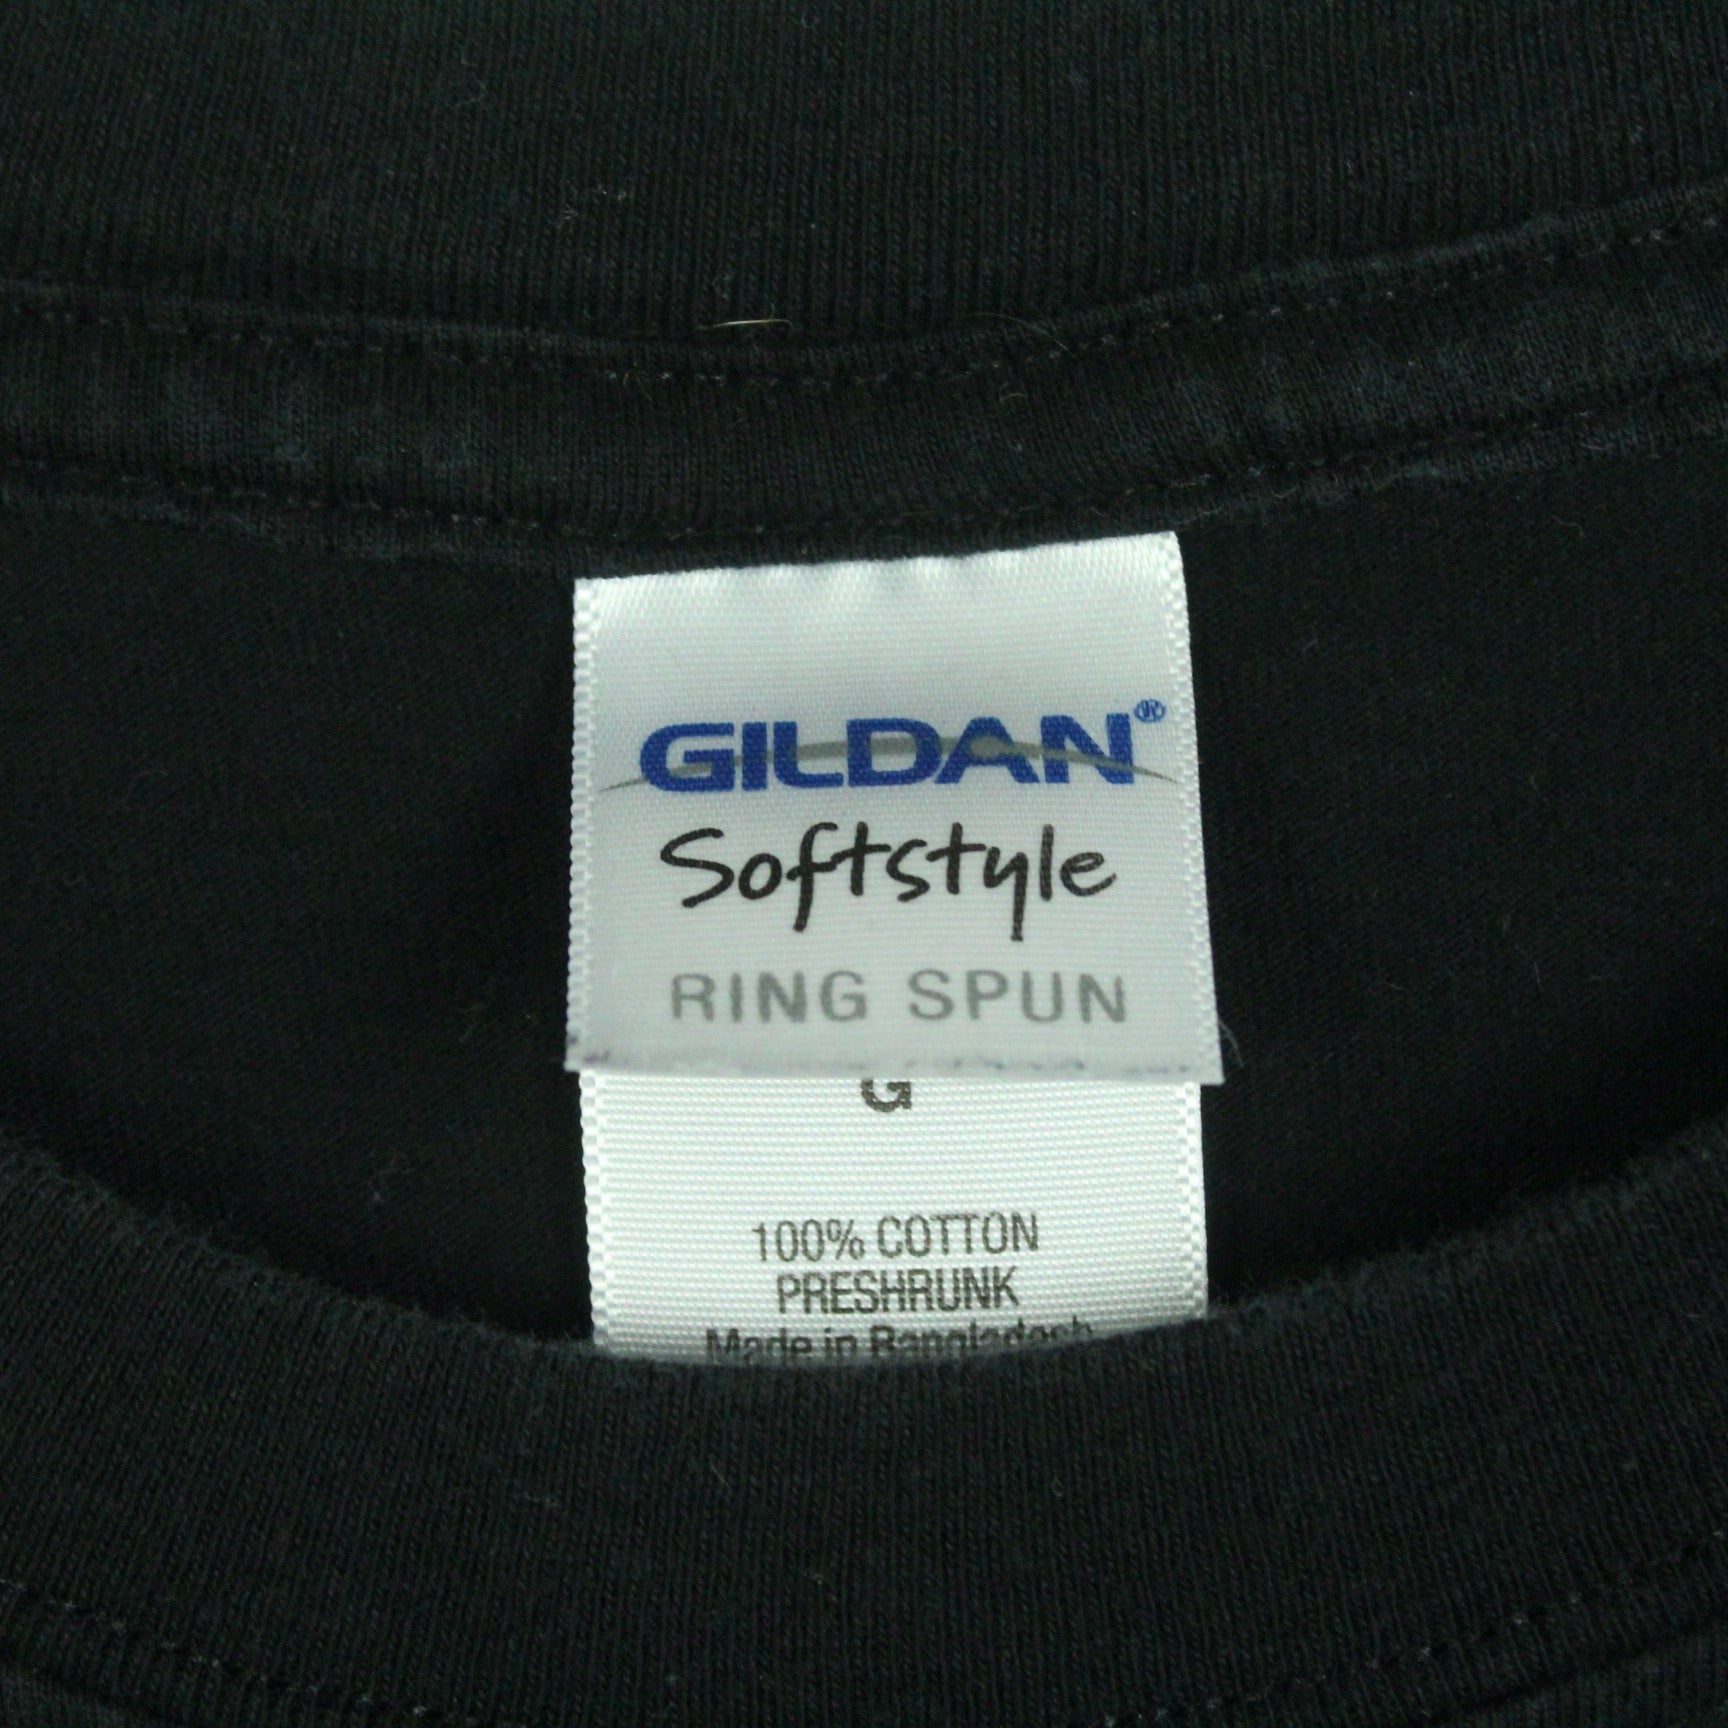 GILDAN®
Softstyle
RING SPUN
G
100% COTTON
PRESHRUNK
Made in Bangladesh